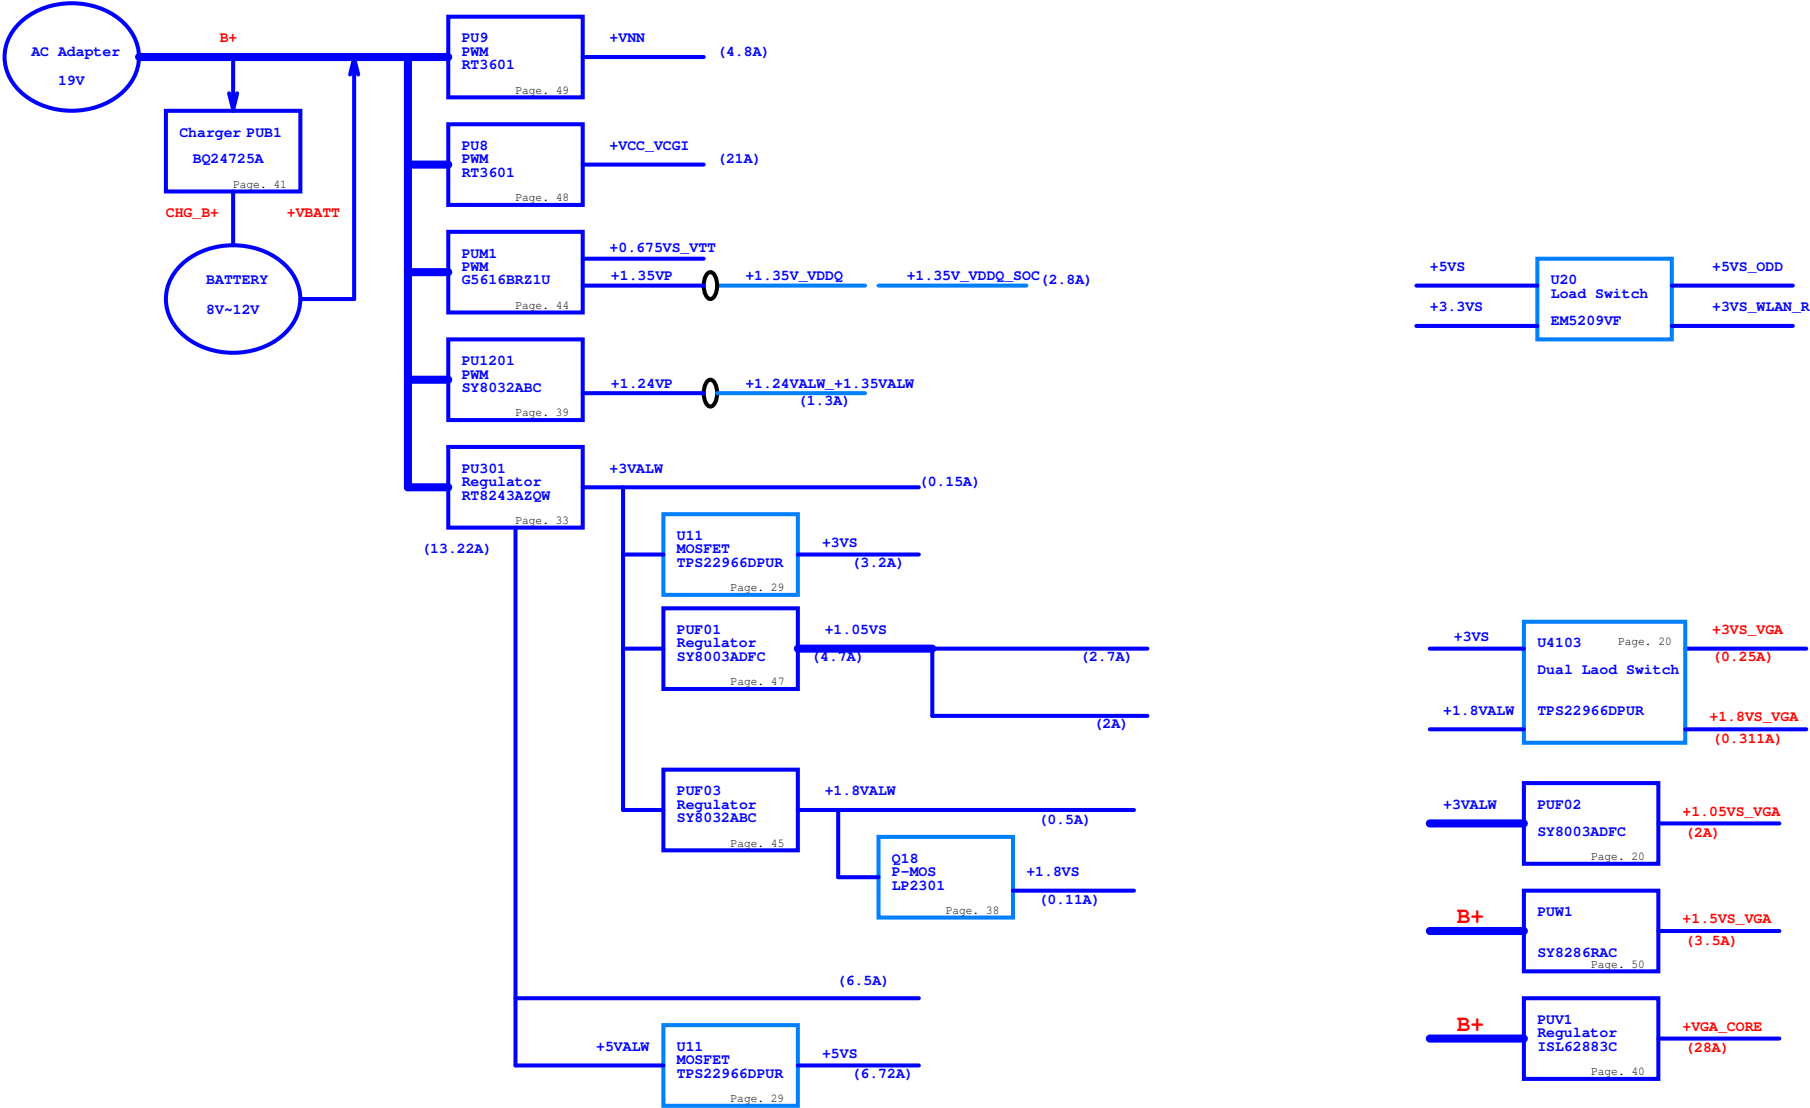 AC Adapter
19V
B+
Charger PUB1
BQ24725A
Page. 41
CHG_B+
+VBATT
BATTERY
8V~12V
PU9
PWM
RT3601
Page. 49
+VNN
(4.8A)
PU8
PWM
RT3601
Page. 48
+VCC_VCGI
(21A)
PUM1
PWM
G5616BRZ1U
Page. 44
+0.675VS_VTT
+1.35VP
+1.35V_VDDQ
+1.35V_VDDQ_SOC
(2.8A)
PU1201
PWM
SY8032ABC
Page. 39
+1.24VP
+1.24VALW_+1.35VALW
(1.3A)
PU301
Regulator
RT8243AZQW
Page. 33
+3VALW
(0.15A)
(13.22A)
U11
MOSFET
TPS22966DPUR
Page. 29
+3VS
(3.2A)
PUF01
Regulator
SY8003ADFC
Page. 47
+1.05VS
(4.7A)
(2.7A)
(2A)
PUF03
Regulator
SY8032ABC
Page. 45
+1.8VALW
(0.5A)
Q18
P-MOS
LP2301
Page. 38
+1.8VS
(0.11A)
(6.5A)
+5VALW
U11
MOSFET
TPS22966DPUR
Page. 29
+5VS
(6.72A)
+5VS
+3.3VS
U20
Load Switch
EM5209VF
+5VS_ODD
+3VS_WLAN_R
+3VS
+1.8VALW
U4103
Page. 20
Dual Laod Switch
TPS22966DPUR
+3VS_VGA
(0.25A)
+1.8VS_VGA
(0.311A)
+3VALW
PUF02
SY8003ADFC
Page. 20
+1.05VS_VGA
(2A)
B+
PUW1
SY8286RAC
Page. 50
+1.5VS_VGA
(3.5A)
B+
PUV1
Regulator
ISL62883C
Page. 40
+VGA_CORE
(28A)